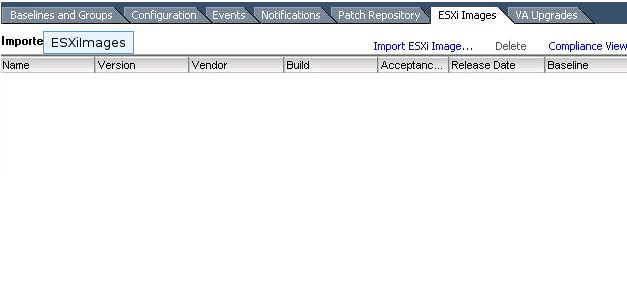 Baselines and Groups Configuration Events Notifications Patch Repository ESXi Images VA Upgrades
Importe ESXiImages Import ESXi Image... Delete Compliance View
Name Version Vendor Build Acceptanc... Release Date Baseline